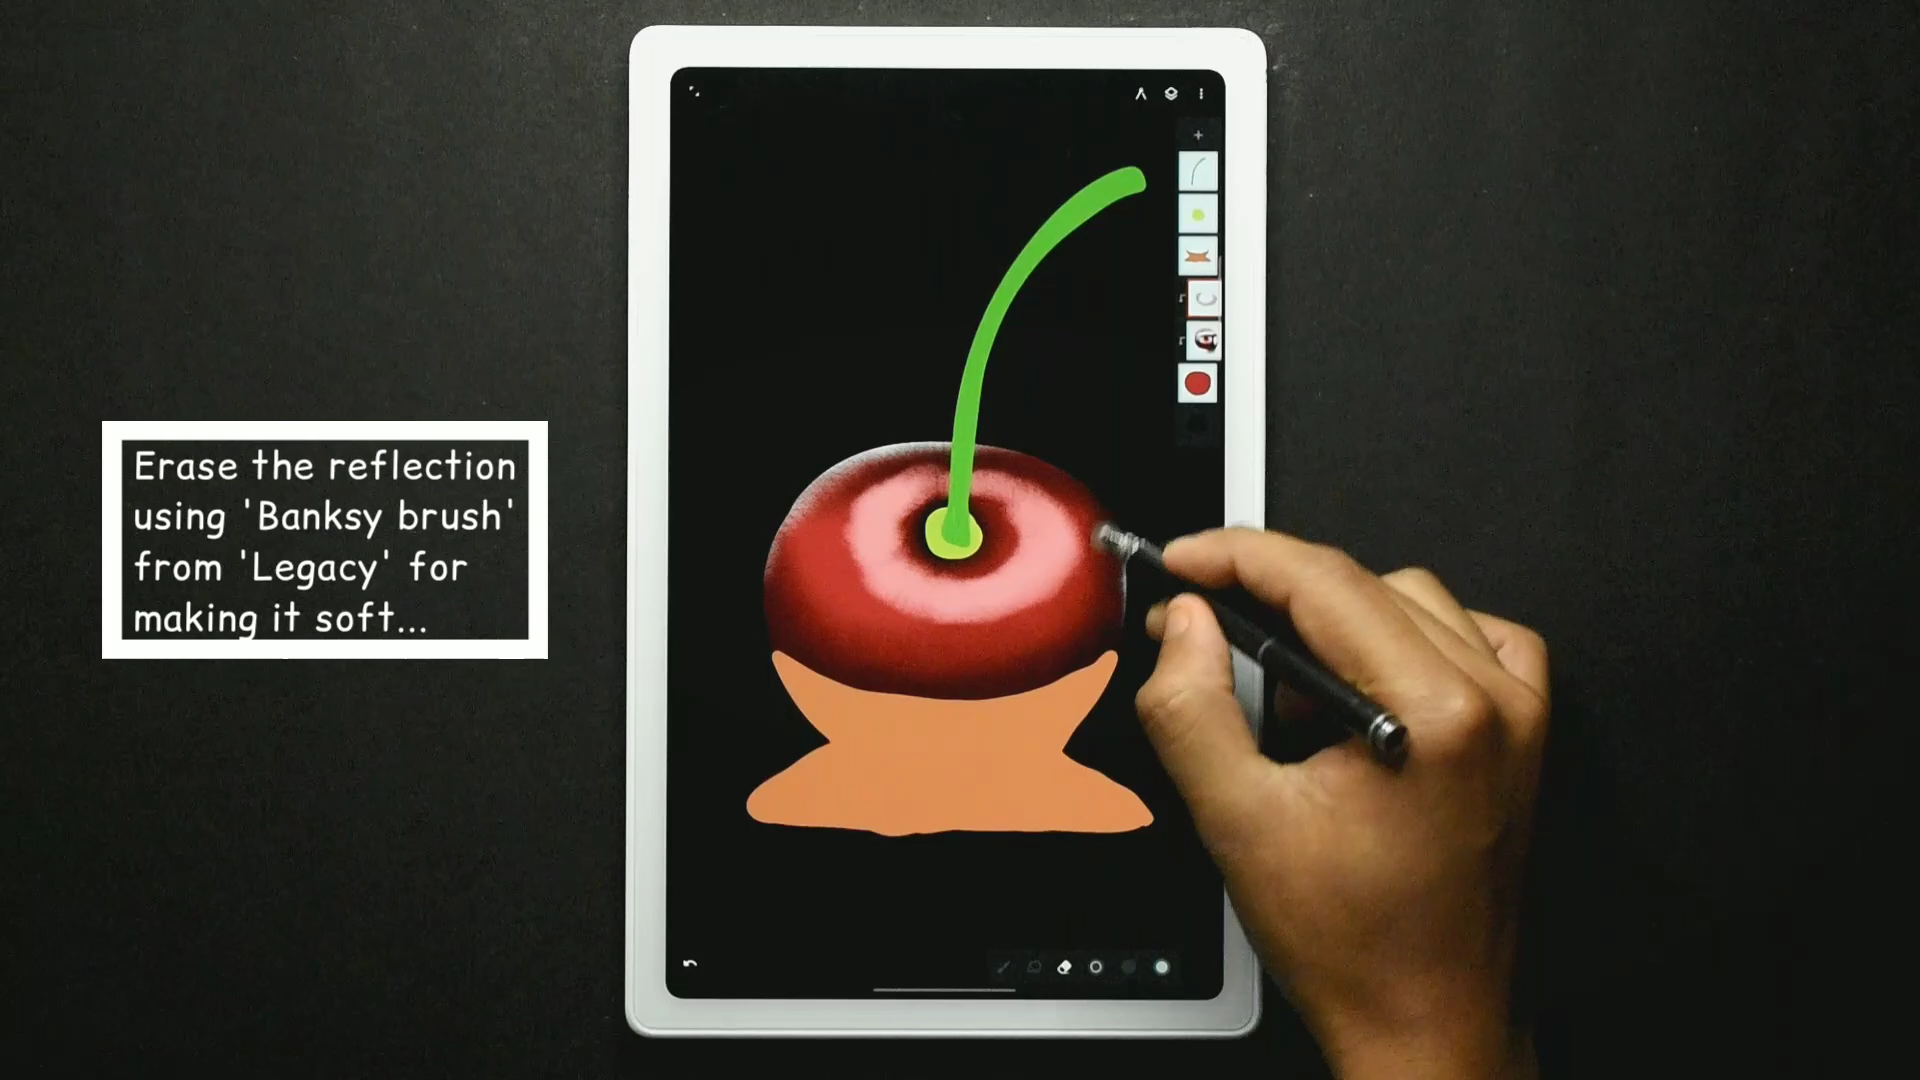 Erase the reflection
using 'Banksy brush'
from 'Legacy' for
making it soft...